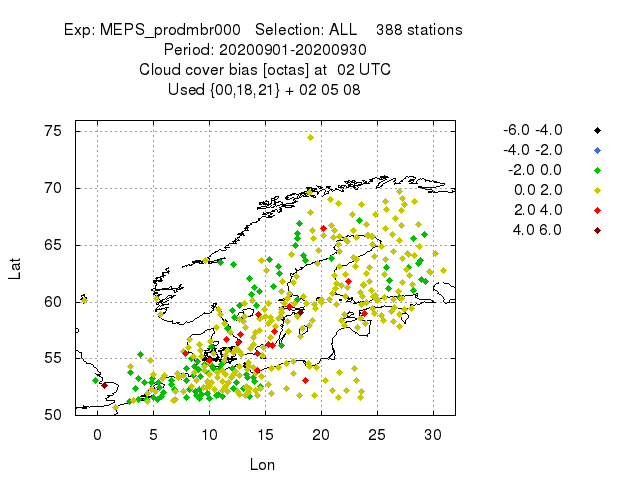 Exp: MEPS_prodmbr000 Selection: ALL 388 stations
Period: 20200901-20200930
Cloud cover bias [octas] at 02 UTC
Used {00,18,21} + 02 05 08
75
70
65
60
55
50
Lat
0 5 10 15 20 25 30
Lon
-6.0 -4.0
-4.0 -2.0
-2.0 0.0
0.0 2.0
2.0 4.0
4.0 6.0